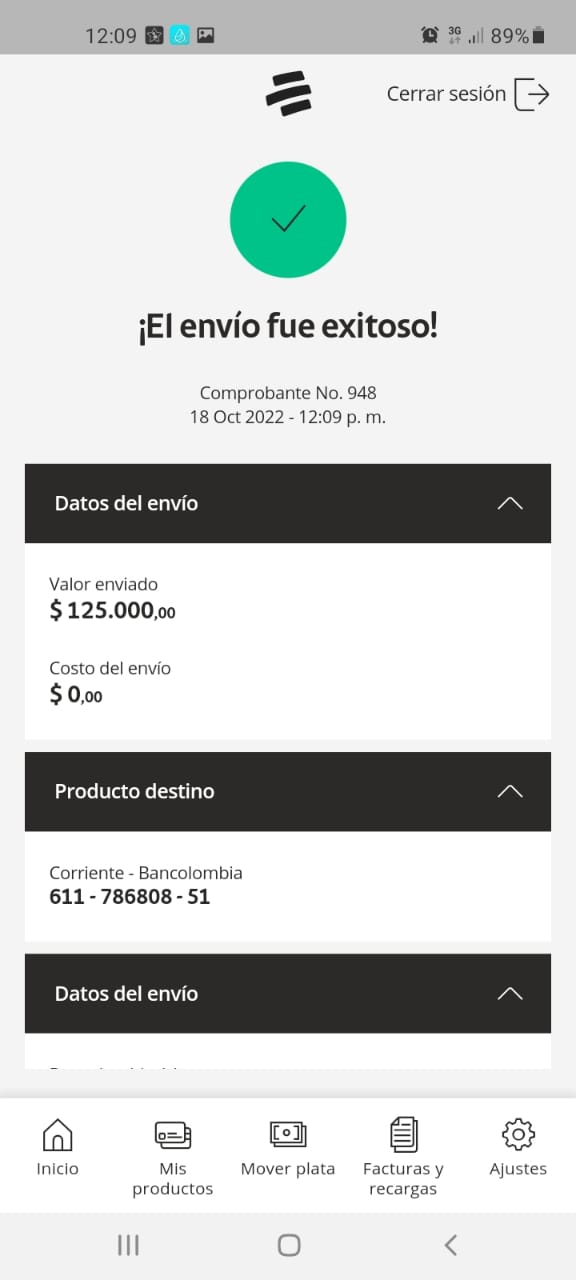 12:09
3G
89%
Cerrar sesión
¡El envío fue exitoso!
Comprobante No. 948
18 Oct 2022 - 12:09 p. m.
Datos del envío
Valor enviado
$ 125.000,00
Costo del envío
$ 0,00
Producto destino
Corriente - Bancolombia
611 - 786808 - 51
Datos del envío
Inicio
Mis
productos
Mover plata
Facturas y
recargas
Ajustes